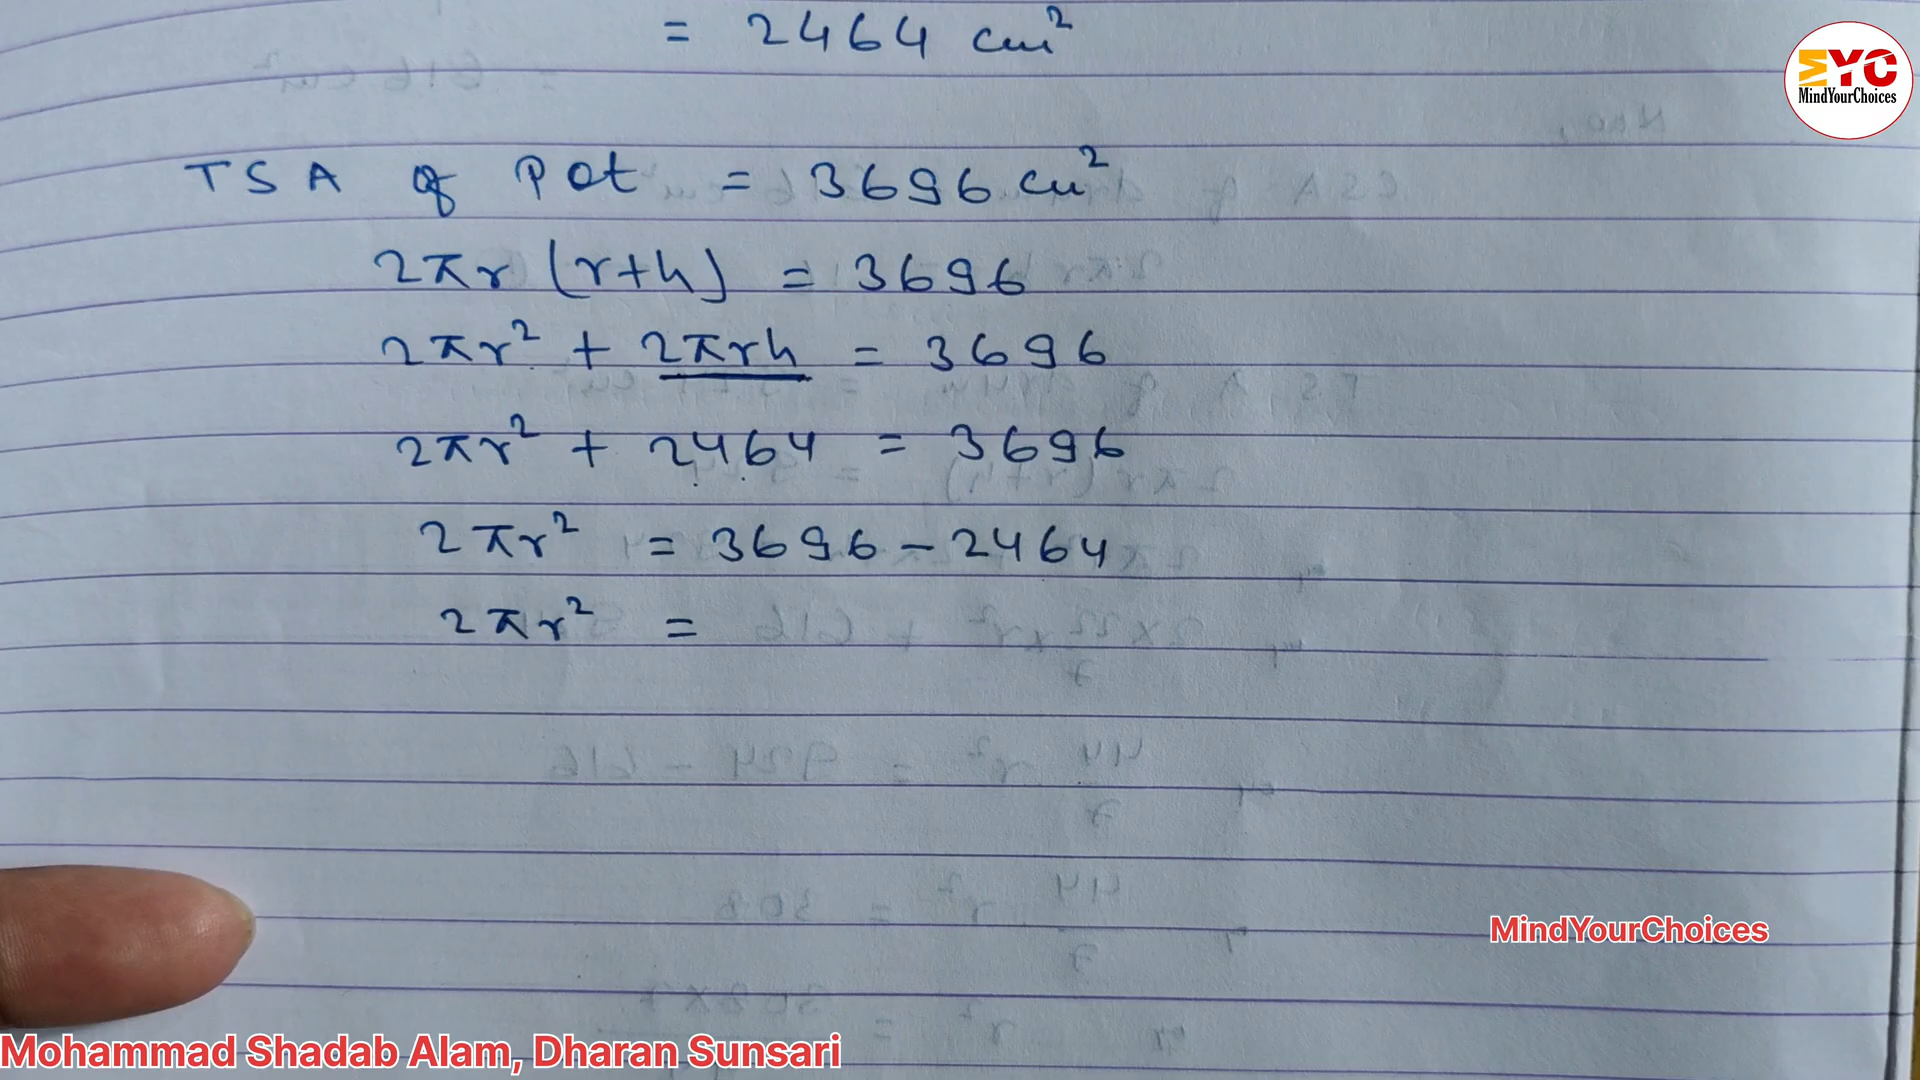 = 2464 cm²
MYC
MindYourChoices
TSA of Pot = 3696 cm²
2πr (r+h) = 3696
2πr² + 2πrh = 3696
2πr² + 2464 = 3696
2πr² = 3696 - 2464
2πr² =
MindYourChoices
Mohammad Shadab Alam, Dharan Sunsari